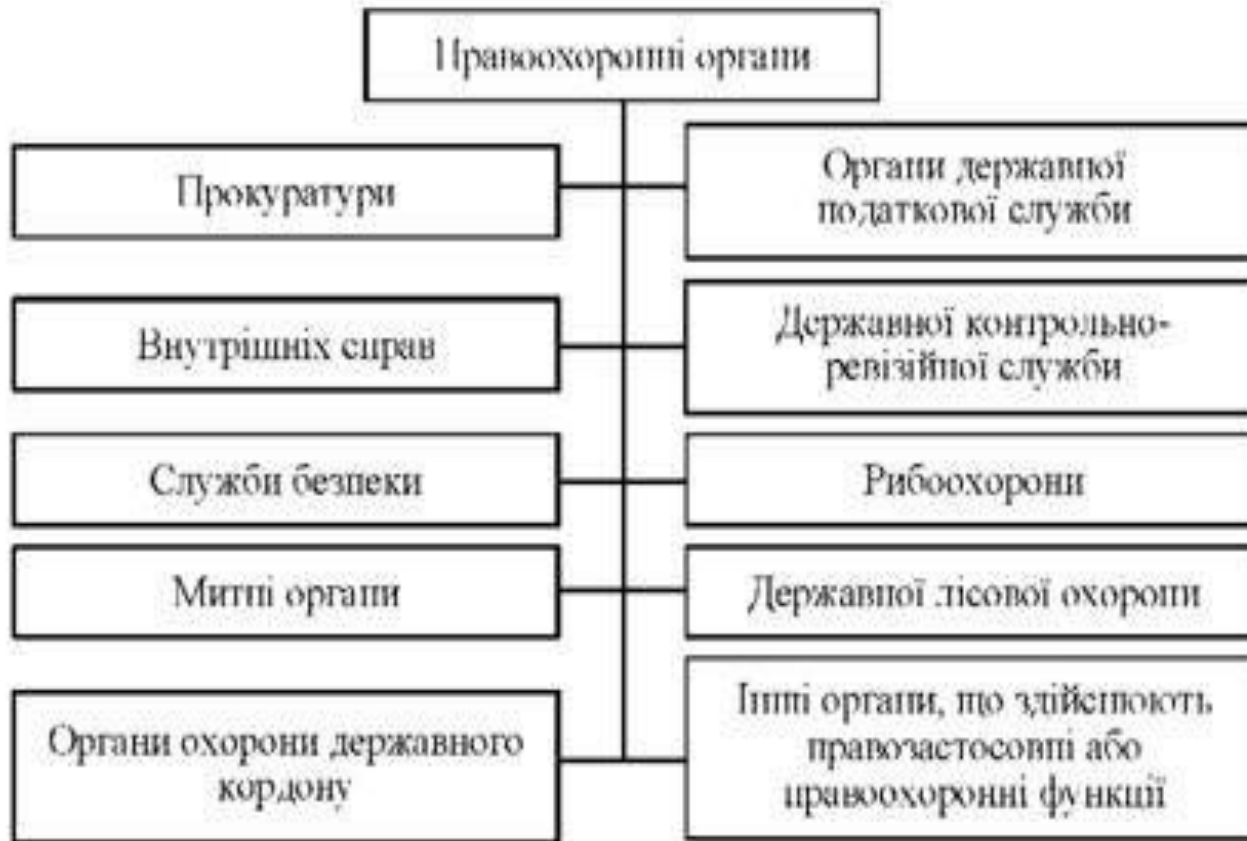 Правоохоронні органи
Прокуратури
Органи державної
податкової служби
Внутрішніх справ
Державної контрольно-
ревізійної служби
Служби безпеки
Рибоохорони
Митні органи
Державної лісової охорони
Органи охорони державного
кордону
Інші органи, що здійснюють
правозастосовні або
правоохоронні функції